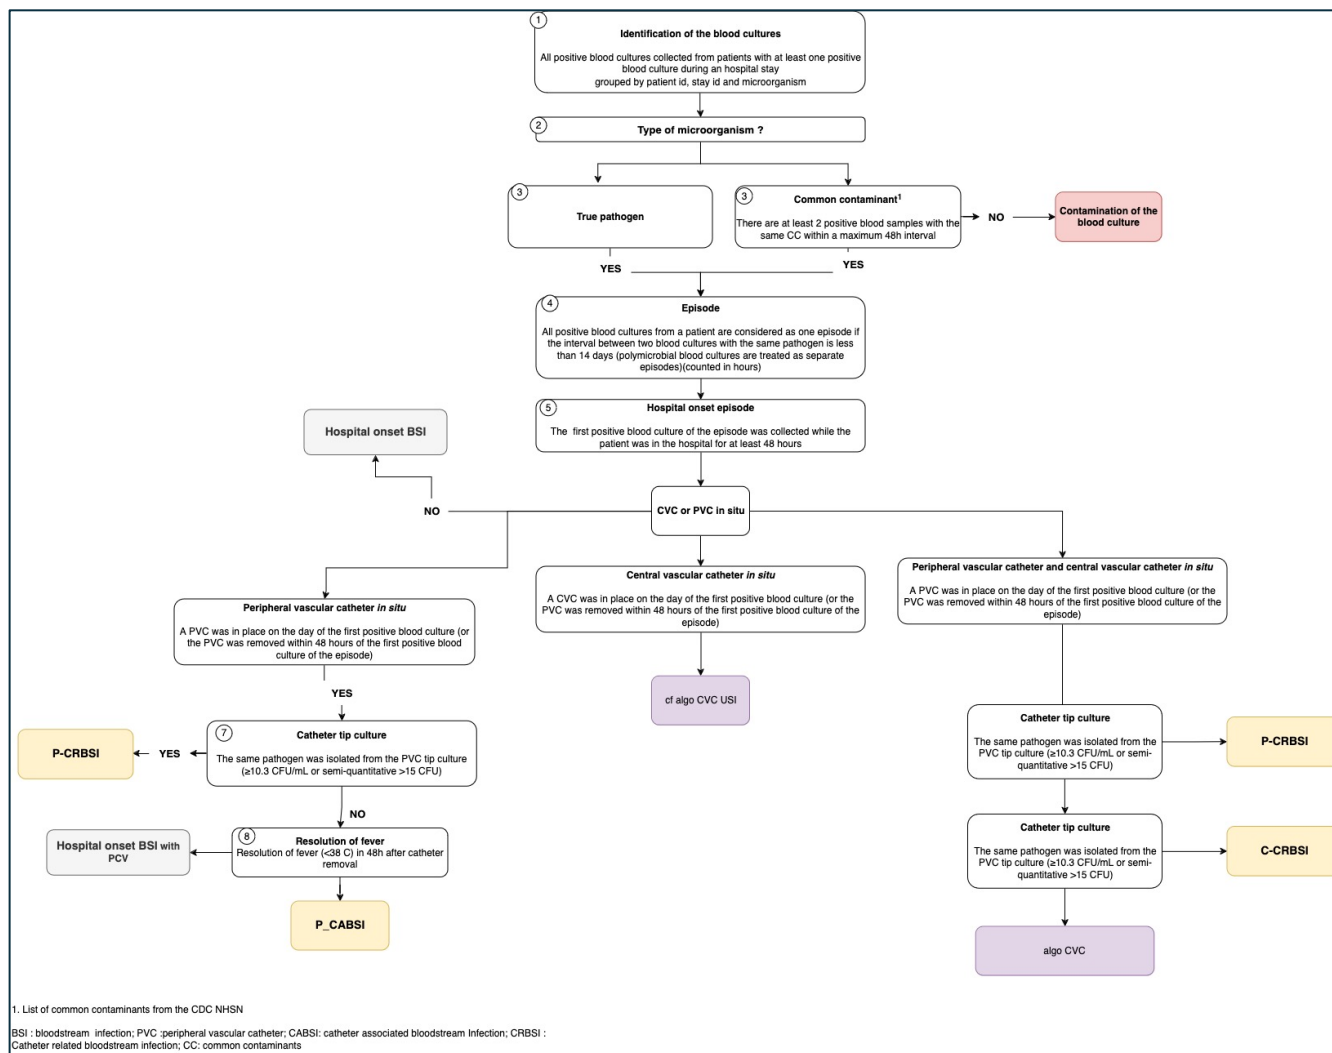 1
Identification of the blood cultures
All positive blood cultures collected from patients with at least one positive
blood culture during an hospital stay
grouped by patient id, stay id and microorganism
2
Type of microorganism ?
3
True pathogen
3
Common contaminant1
There are at least 2 positive blood samples with the
same CC within a maximum 48h interval
NO
Contamination of the
blood culture
YES
YES
4
Episode
All positive blood cultures from a patient are considered as one episode if
the interval between two blood cultures with the same pathogen is less
than 14 days (polymicrobial blood cultures are treated as separate
episodes)(counted in hours)
5
Hospital onset episode
The first positive blood culture of the episode was collected while the
patient was in the hospital for at least 48 hours
Hospital onset BSI
NO
CVC or PVC in situ
Peripheral vascular catheter in situ
A PVC was in place on the day of the first positive blood culture (or
the PVC was removed within 48 hours of the first positive blood
culture of the episode)
Central vascular catheter in situ
A CVC was in place on the day of the first positive blood culture (or the
PVC was removed within 48 hours of the first positive blood culture of the
episode)
Peripheral vascular catheter and central vascular catheter in situ
A PVC was in place on the day of the first positive blood culture (or
the PVC was removed within 48 hours of the first positive blood culture of the
episode)
YES
cf algo CVC USI
7
Catheter tip culture
The same pathogen was isolated from the PVC tip culture
(≥10.3 CFU/mL or semi-quantitative >15 CFU)
YES
P-CRBSI
NO
8
Resolution of fever
Resolution of fever (<38 C) in 48h after catheter
removal
Hospital onset BSI with
PCV
P_CABSI
Catheter tip culture
The same pathogen was isolated from the
PVC tip culture (≥10.3 CFU/mL or semi-
quantitative >15 CFU)
P-CRBSI
Catheter tip culture
The same pathogen was isolated from the
PVC tip culture (≥10.3 CFU/mL or semi-
quantitative >15 CFU)
C-CRBSI
algo CVC
1. List of common contaminants from the CDC NHSN
BSI : bloodstream infection; PVC :peripheral vascular catheter; CABSI: catheter associated bloodstream Infection; CRBSI :
Catheter related bloodstream infection; CC: common contaminants